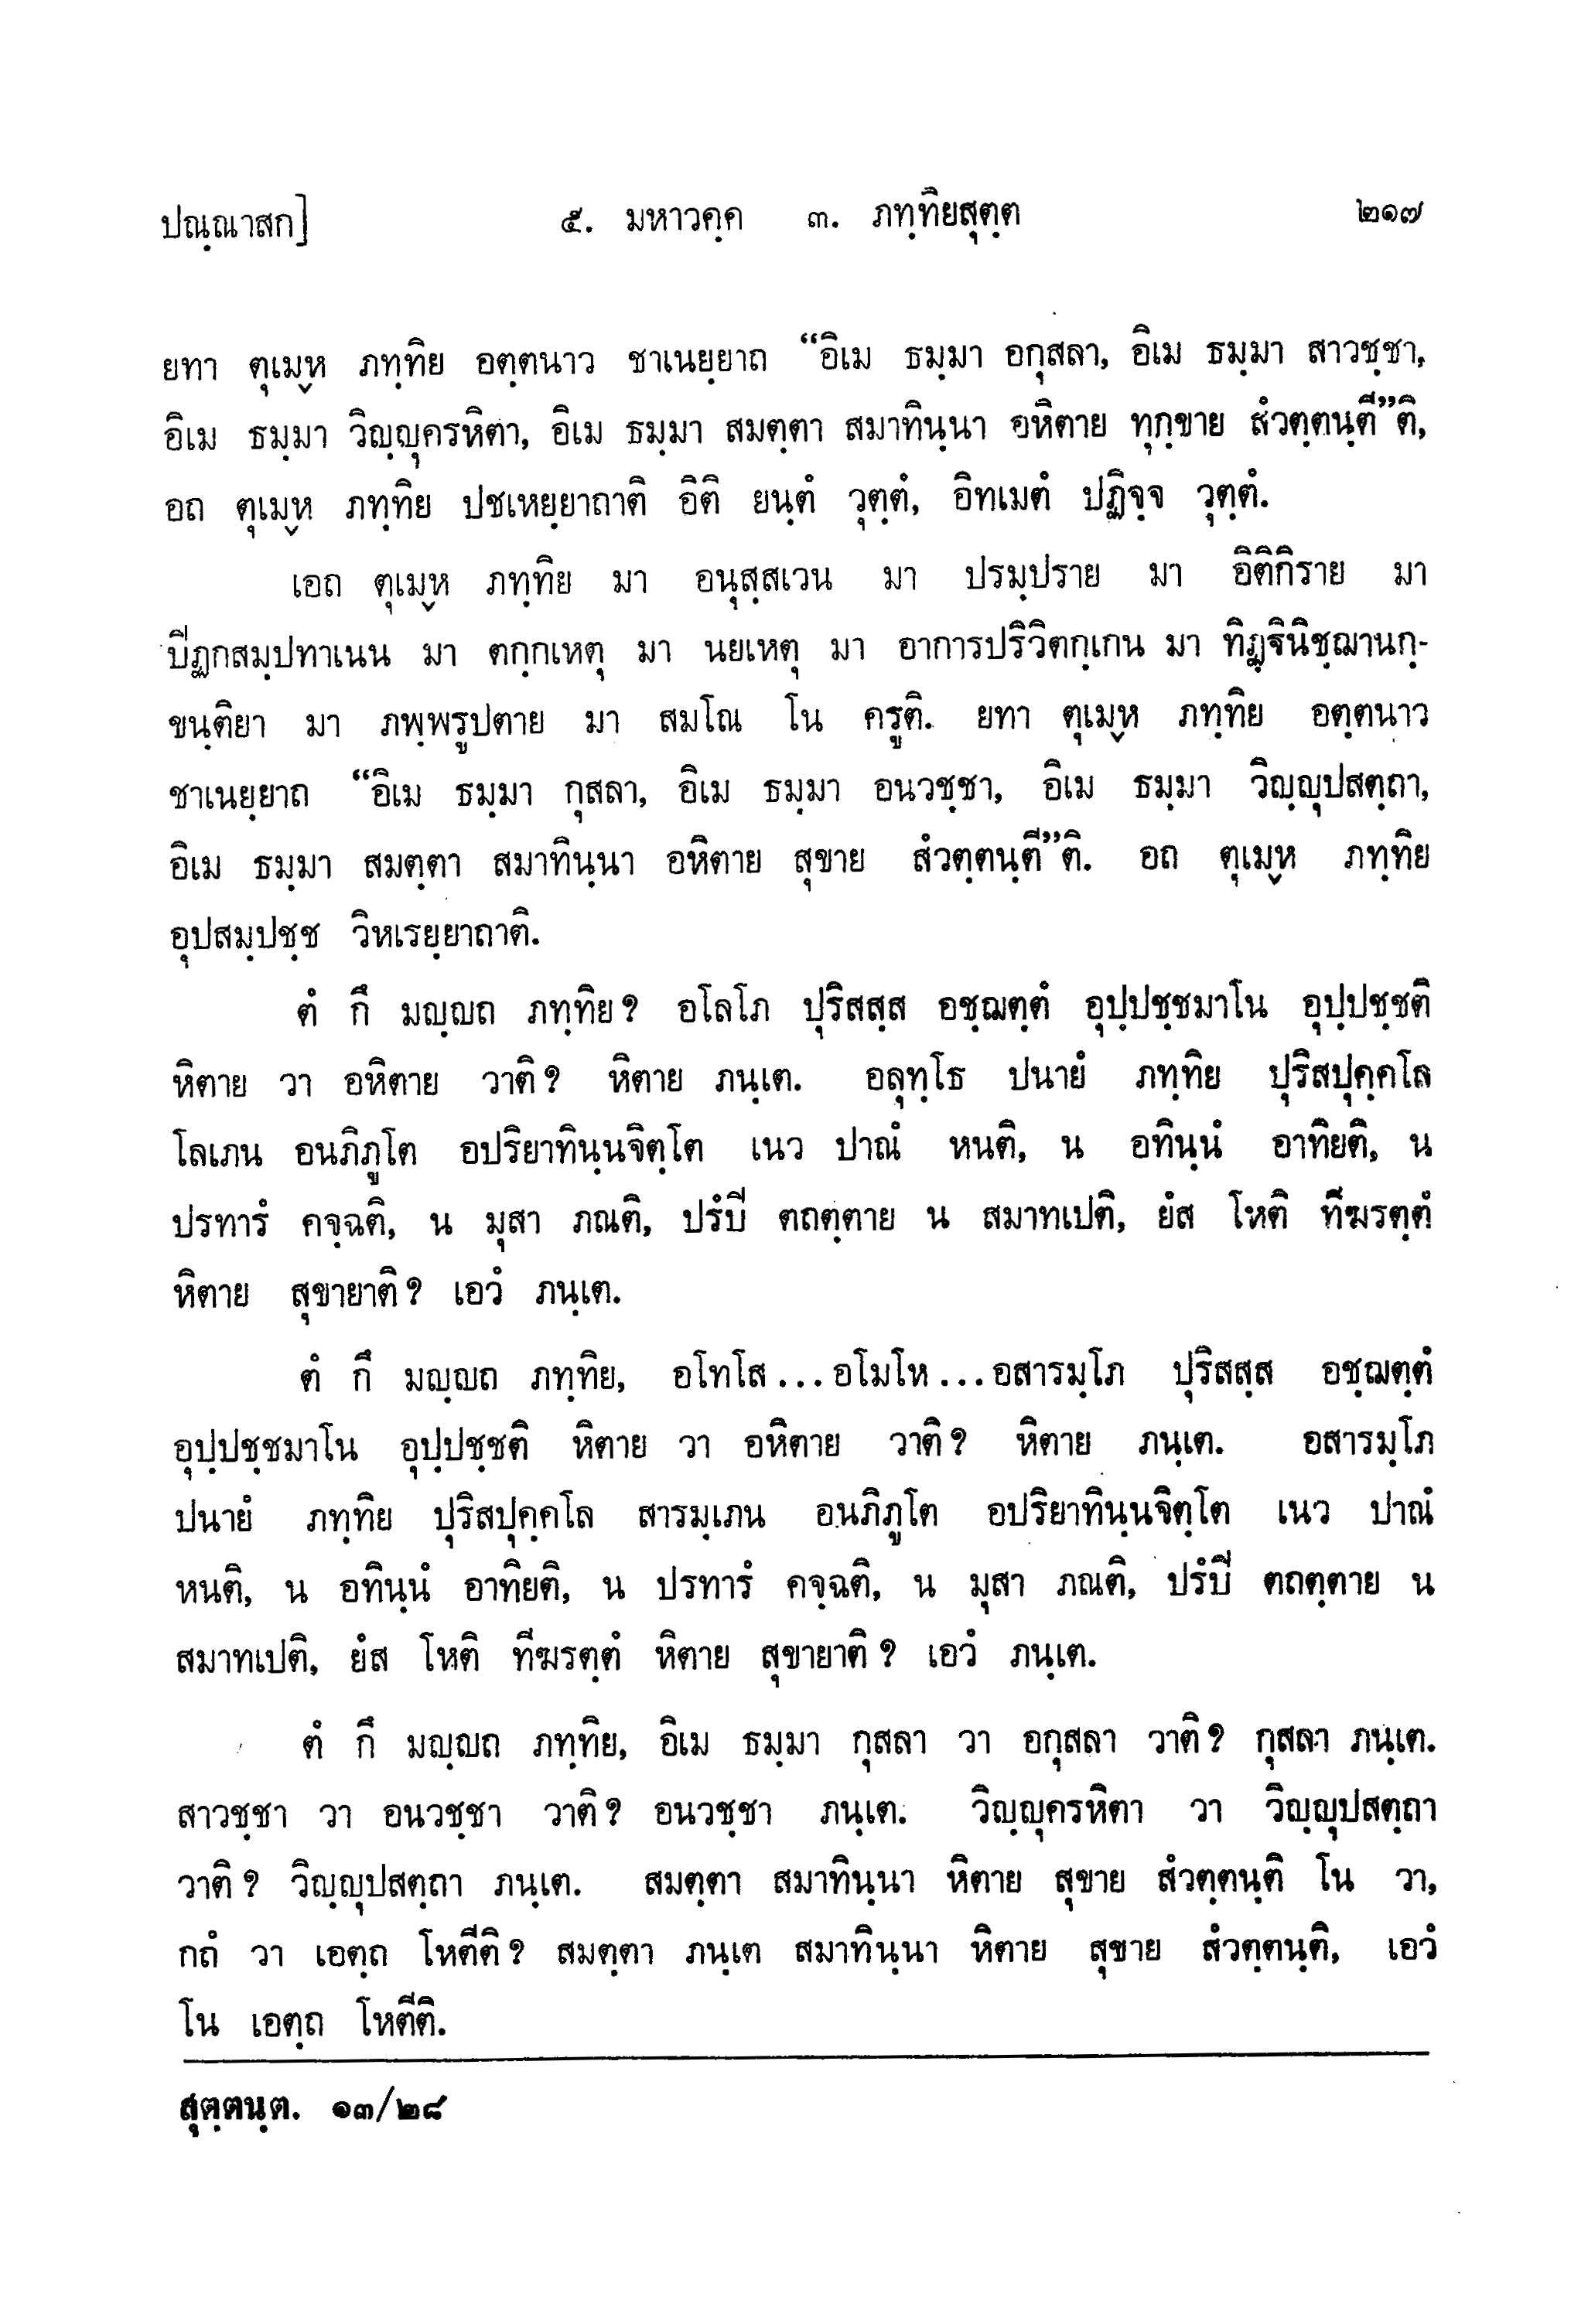 ปณฺณาสก] ๕. มหาวคฺค ๓. ภทฺทิยสุตฺต ๒๑๗
ยทา ตุเมฺห ภทฺทิย อตฺตนาว ชาเนยฺยาถ “อิเม ธมฺมา อกุสลา, อิเม ธมฺมา สาวชฺชา,
อิเม ธมฺมา วิญฺญุครหิตา, อิเม ธมฺมา สมตฺตา สมาทินฺนา อหิตาย ทุกฺขาย สํวตฺตนฺตี”ติ,
อถ ตุเมฺห ภทฺทิย ปชเหยฺยาถาติ อิติ ยนฺตํ วุตฺตํ, อิทเมตํ ปฏิจฺจ วุตฺตํ.
เอถ ตุเมฺห ภทฺทิย มา อนุสฺสเวน มา ปรมฺปราย มา อิติกิราย มา
ปิฏกสมฺปทาเนน มา ตกฺกเหตุ มา นยเหตุ มา อาการปริวิตกฺเกน มา ทิฏฺฐินิชฺฌานกฺ-
ขนฺติยา มา ภพฺพรูปตาย มา สมโณ โน ครูติ. ยทา ตุเมฺห ภทฺทิย อตฺตนาว
ชาเนยฺยาถ “อิเม ธมฺมา กุสลา, อิเม ธมฺมา อนวชฺชา, อิเม ธมฺมา วิญฺญุปสตฺถา,
อิเม ธมฺมา สมตฺตา สมาทินฺนา อหิตาย สุขาย สํวตฺตนฺตี”ติ. อถ ตุเมฺห ภทฺทิย
อุปสมฺปชฺช วิหเรยฺยาถาติ.
ตํ กึ มญฺญถ ภทฺทิย? อโลโภ ปุริสสฺส อชฺฌตฺตํ อุปฺปชฺชมาโน อุปฺปชฺชติ
หิตาย วา อหิตาย วาติ? หิตาย ภนฺเต. อลุทฺโธ ปนายํ ภทฺทิย ปุริสปุคฺคโล
โลเภน อนภิภูโต อปริยาทินฺนจิตฺโต เนว ปาณํ หนติ, น อทินฺนํ อาทิยติ, น
ปรทารํ คจฺฉติ, น มุสา ภณติ, ปรํปิ ตถตฺตาย น สมาทเปติ, ยํส โหติ ทีฆรตฺตํ
หิตาย สุขายาติ? เอวํ ภนฺเต.
ตํ กึ มญฺญถ ภทฺทิย, อโทโส...อโมโห...อสารมฺโภ ปุริสสฺส อชฺฌตฺตํ
อุปฺปชฺชมาโน อุปฺปชฺชติ หิตาย วา อหิตาย วาติ? หิตาย ภนฺเต. อสารมฺโภ
ปนายํ ภทฺทิย ปุริสปุคฺคโล สารมฺเภน อนภิภูโต อปริยาทินฺนจิตฺโต เนว ปาณํ
หนติ, น อทินฺนํ อาทิยติ, น ปรทารํ คจฺฉติ, น มุสา ภณติ, ปรํปิ ตถตฺตาย น
สมาทเปติ, ยํส โหติ ทีฆรตฺตํ หิตาย สุขายาติ? เอวํ ภนฺเต.
ตํ กึ มญฺญถ ภทฺทิย, อิเม ธมฺมา กุสลา วา อกุสลา วาติ? กุสลา ภนฺเต.
สาวชฺชา วา อนวชฺชา วาติ? อนวชฺชา ภนฺเต. วิญฺญุครหิตา วา วิญฺญุปสตฺถา
วาติ? วิญฺญุปสตฺถา ภนฺเต. สมตฺตา สมาทินฺนา หิตาย สุขาย สํวตฺตนฺติ โน วา,
กถํ วา เอตฺถ โหตีติ? สมตฺตา ภนฺเต สมาทินฺนา หิตาย สุขาย สํวตฺตนฺติ, เอวํ
โน เอตฺถ โหตีติ.
สุตฺตนฺต. ๑๓/๒๘